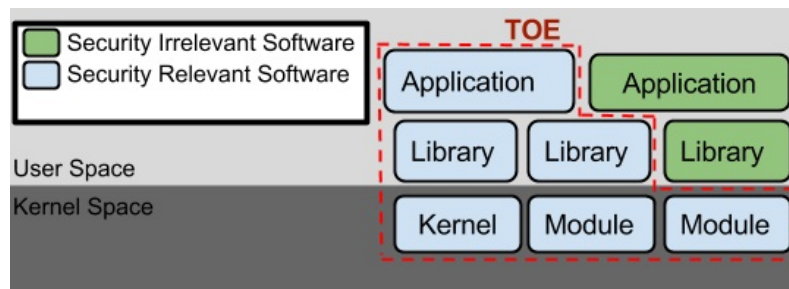 Security Irrelevant Software
Security Relevant Software
TOE
Application
Application
Library
Library
Library
User Space
Kernel Space
Kernel
Module
Module